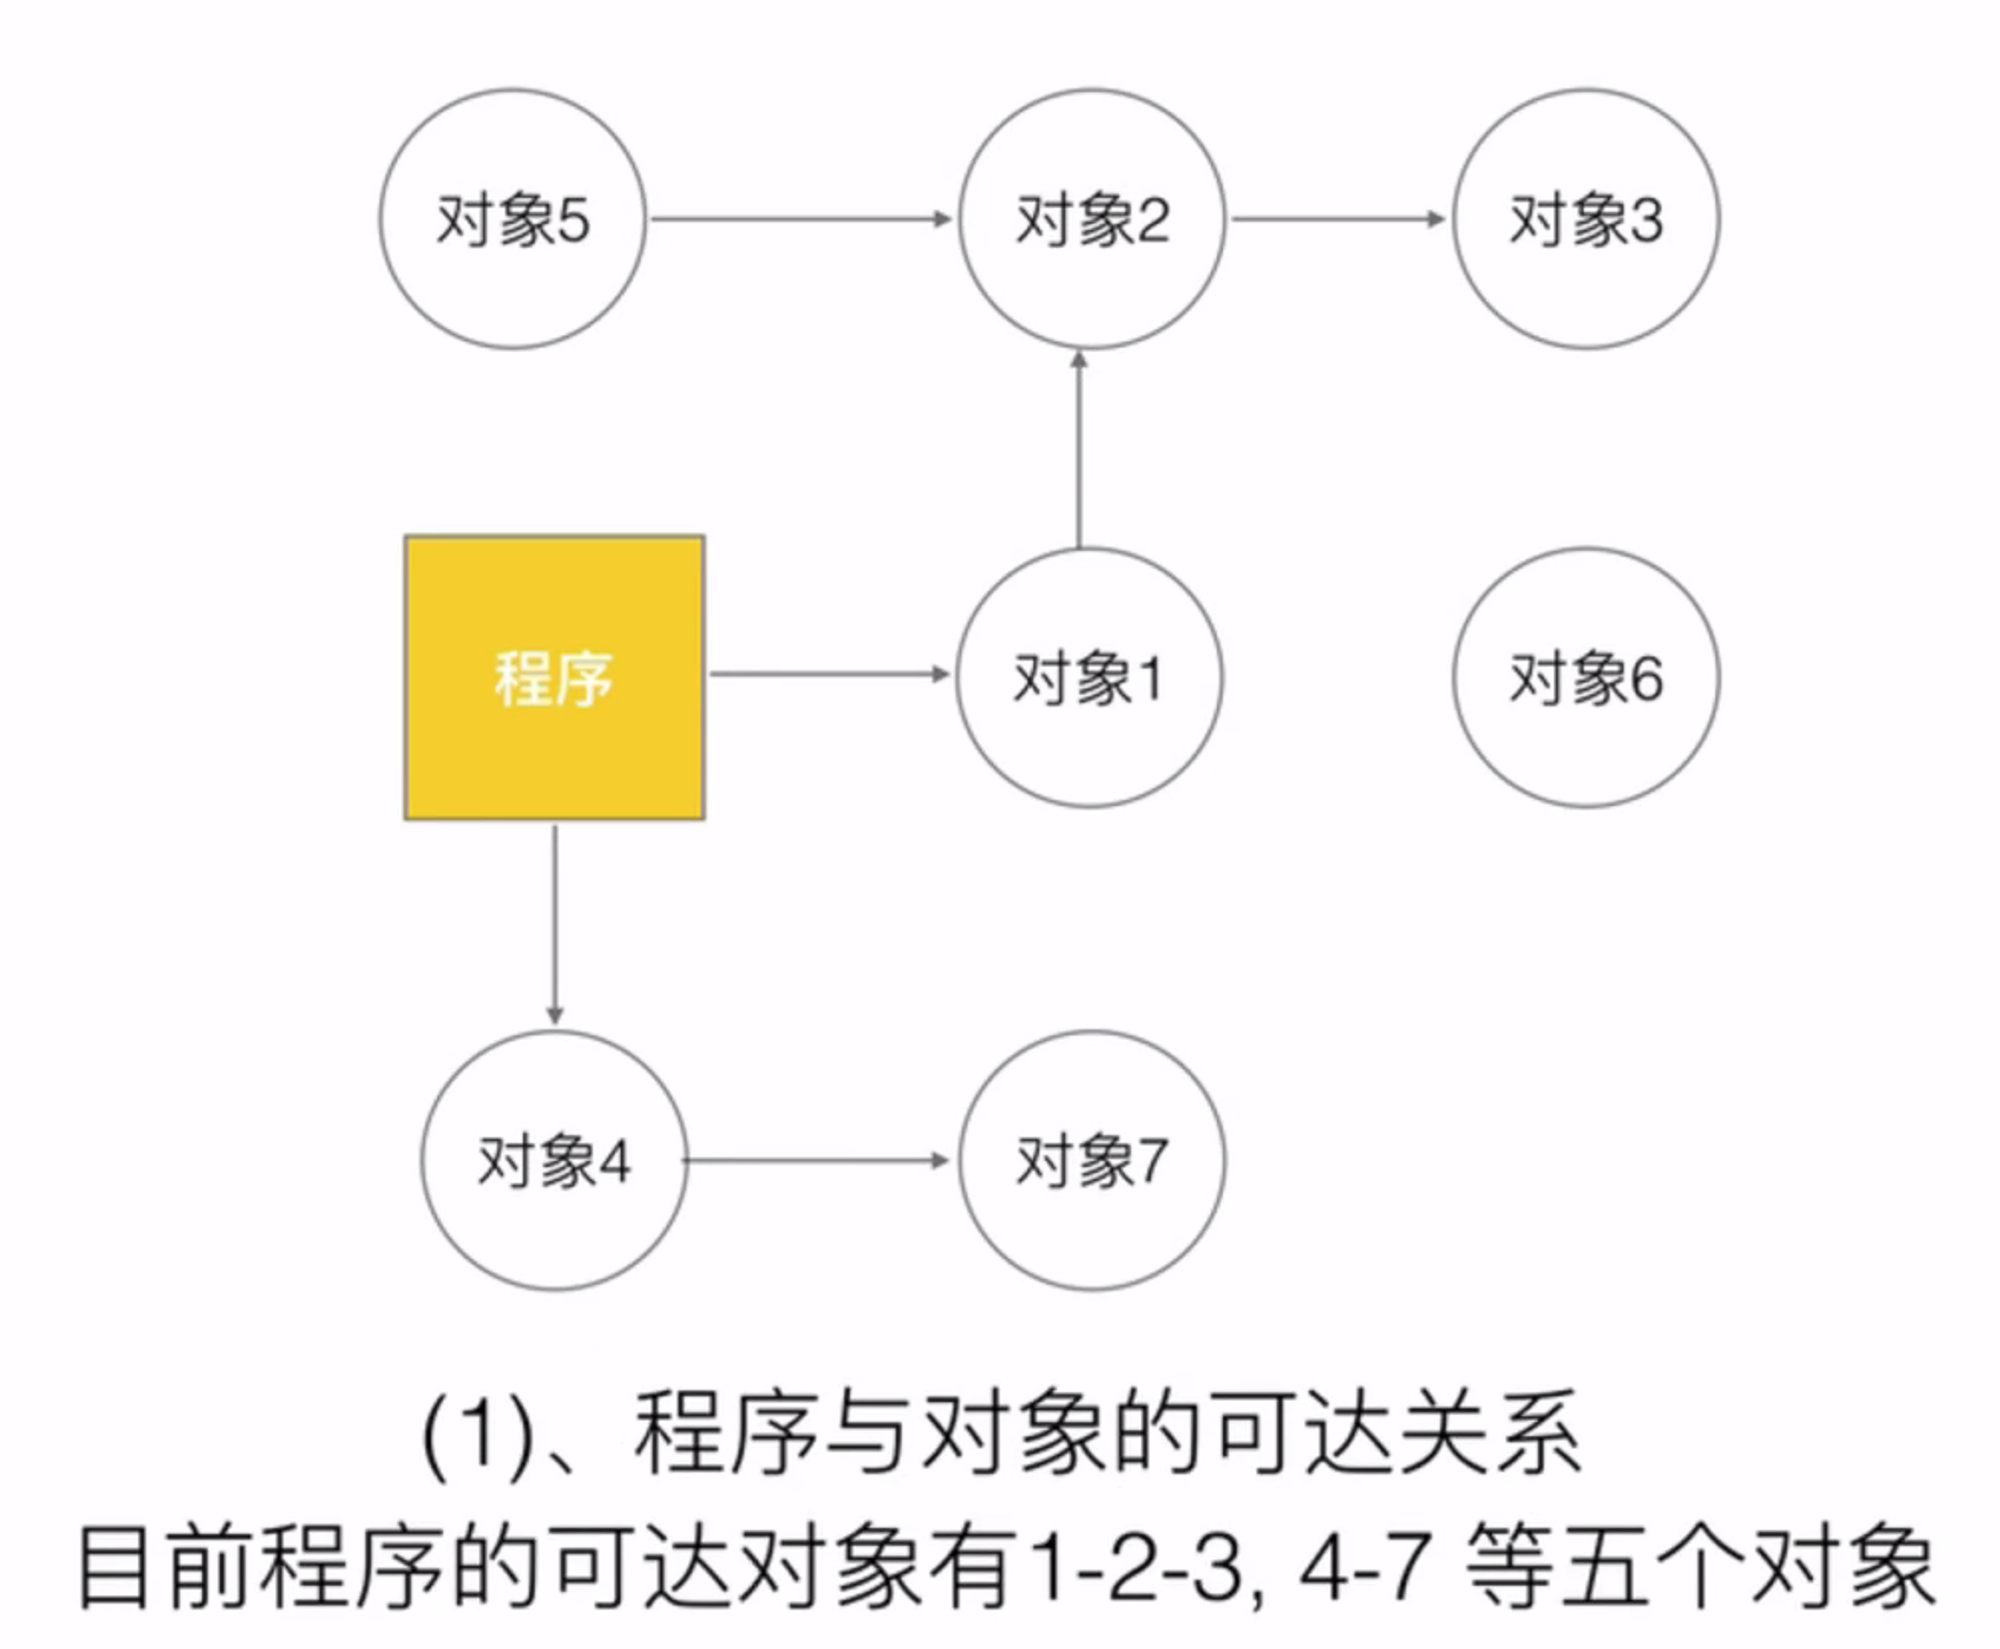 对象5
对象2
对象3
程序
对象1
对象6
对象4
对象7
(1)、程序与对象的可达关系
目前程序的可达对象有1-2-3, 4-7 等五个对象